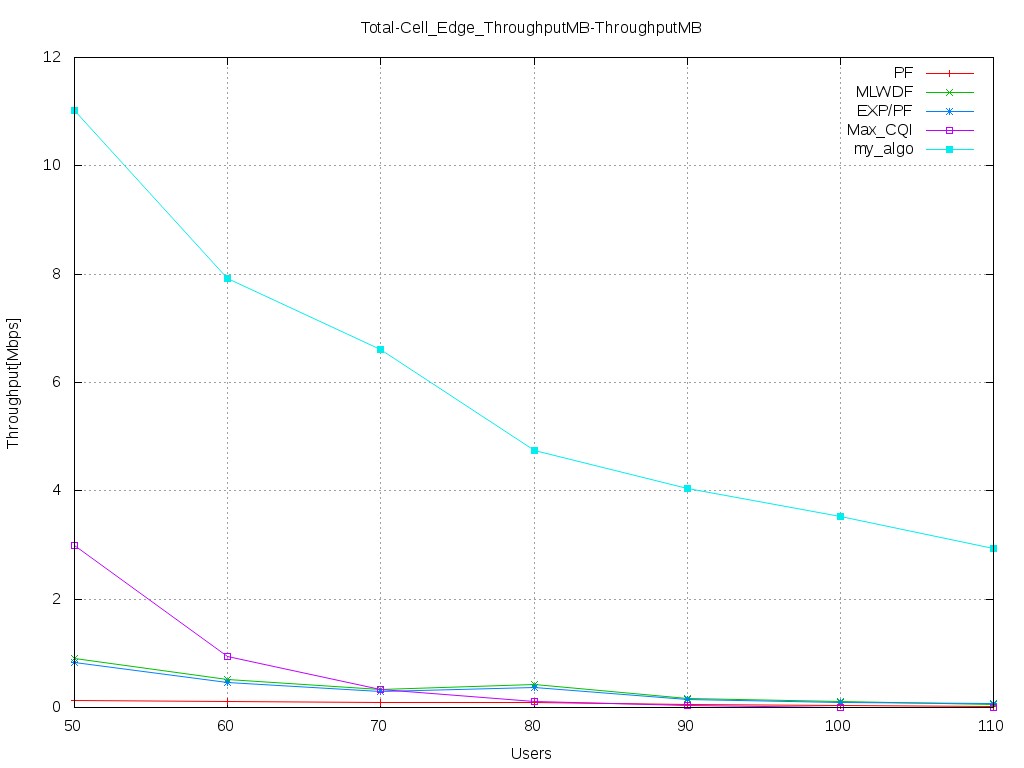 Total-Cell_Edge_ThroughputMB-ThroughputMB
12
10
8
6
4
2
0
Throughput[Mbps]
PF
MLWDF
EXP/PF
Max_CQI
my_algo
50 60 70 80 90 100 110
Users